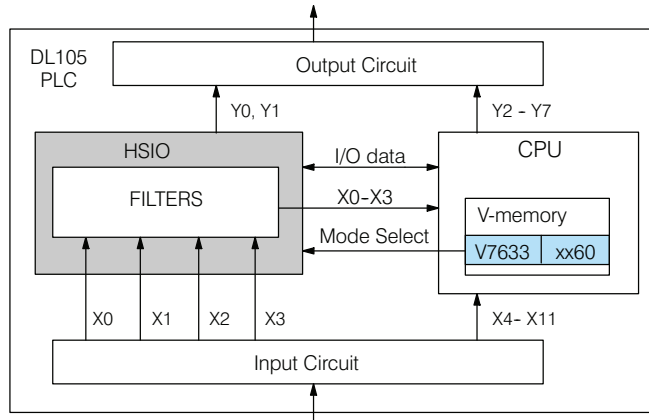 DL105
PLC
Output Circuit
Y0, Y1
Y2 - Y7
HSIO
CPU
I/O data
FILTERS
X0-X3
V-memory
Mode Select
V7633
xx60
X0
X1
X2
X3
X4- X11
Input Circuit